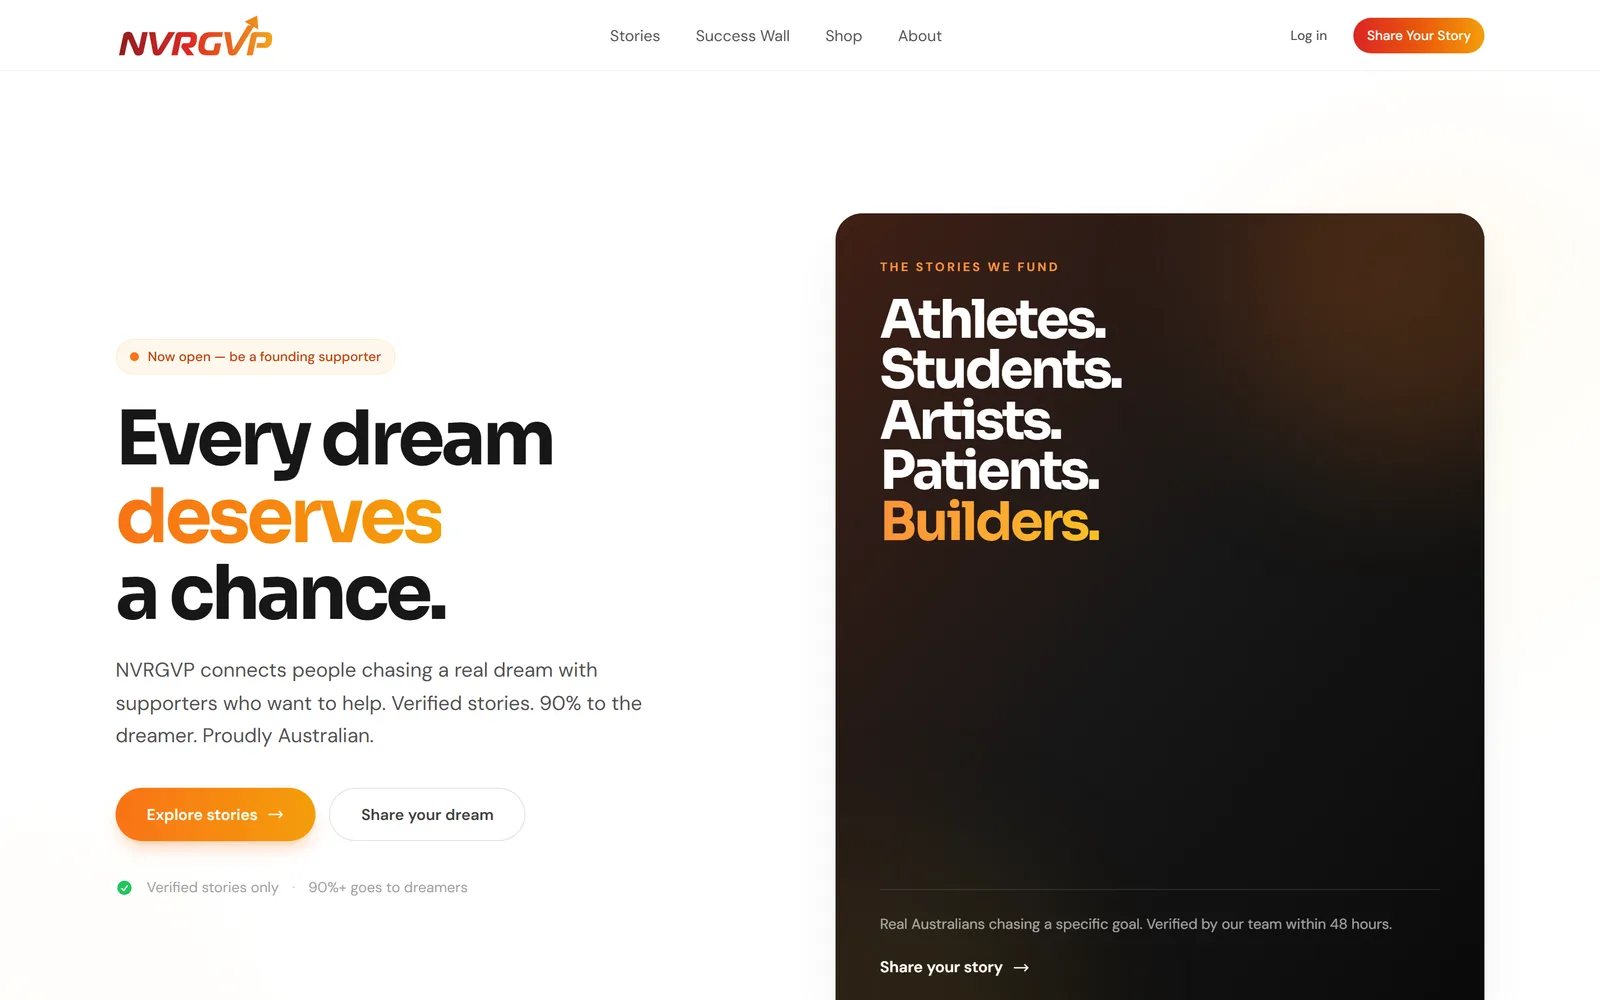 NVRGVP
Stories
Success Wall
Shop
About
Log in
Share Your Story
Now open — be a founding supporter
Every dream
deserves
a chance.
NVRGVP connects people chasing a real dream with
supporters who want to help. Verified stories. 90% to the
dreamer. Proudly Australian.
Explore stories →
Share your dream
Verified stories only · 90%+ goes to dreamers
THE STORIES WE FUND
Athletes.
Students.
Artists.
Patients.
Builders.
Real Australians chasing a specific goal. Verified by our team within 48 hours.
Share your story →